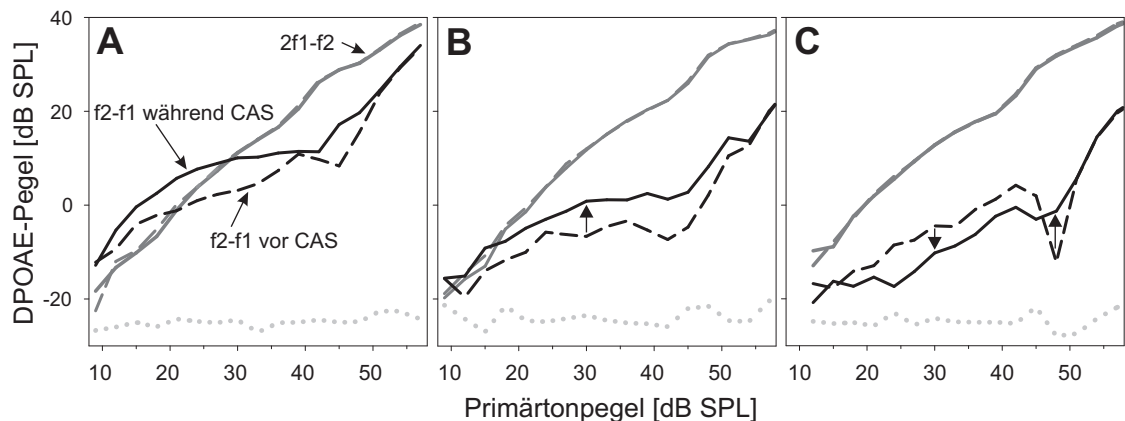 A
B
C
2f1-f2
f2-f1 während CAS
f2-f1 vor CAS
DPOAE-Pegel [dB SPL]
40
20
0
-20
10 20 30 40 50
10 20 30 40 50
10 20 30 40 50
Primärtonpegel [dB SPL]